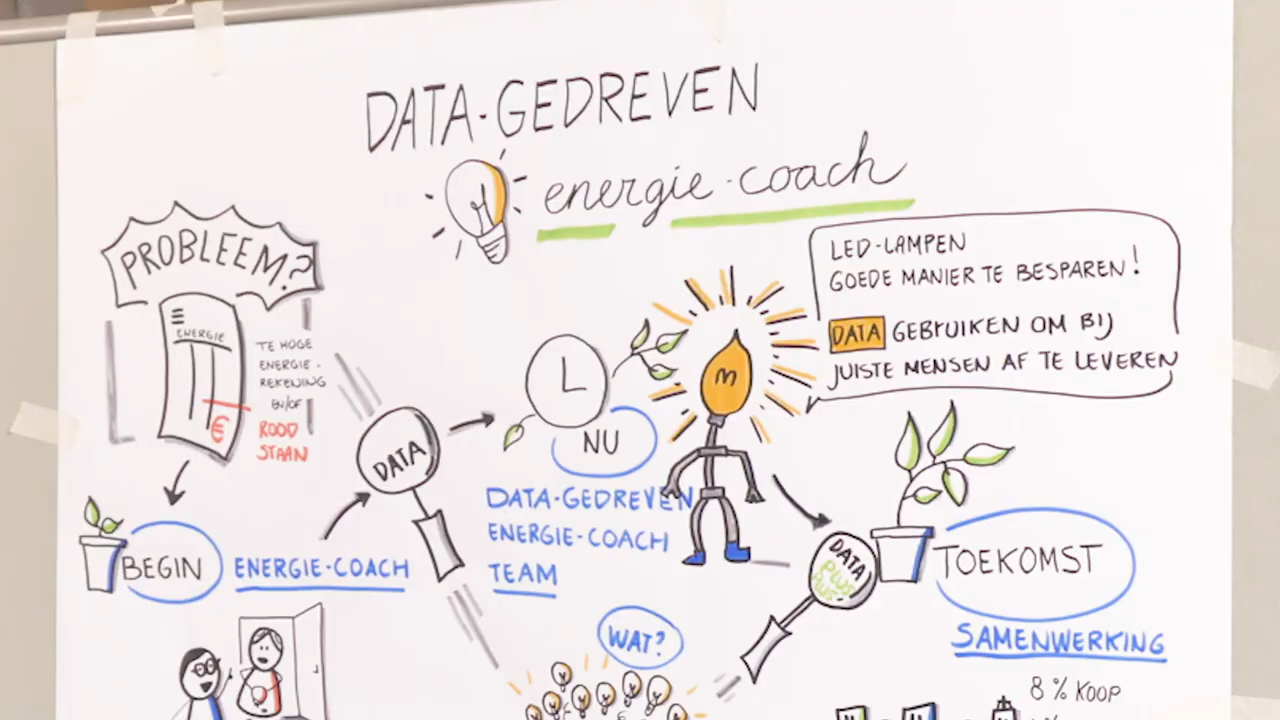 DATA-GEDREVEN
energie-coach
PROBLEEM?
ENERGIE
TE HOGE
ENERGIE-
REKENING
EN/OF
ROOD
STAAN
€
LED-LAMPEN
GOEDE MANIER TE BESPAREN!
DATA GEBRUIKEN OM BIJ
JUISTE MENSEN AF TE LEVEREN
M
DATA
NU
DATA-GEDREVEN
ENERGIE-COACH
TEAM
BEGIN
ENERGIE-COACH
DATA
PLUS
PLUS
TOEKOMST
SAMENWERKING
WAT?
8% KOOP